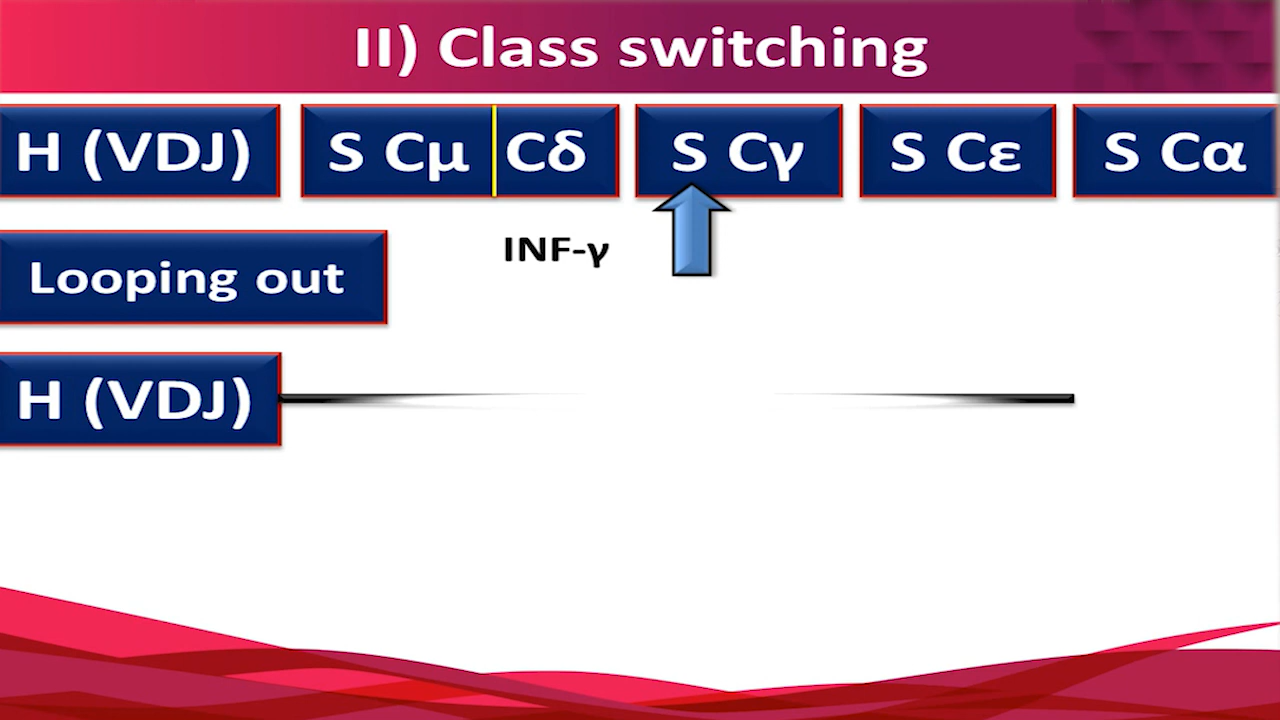 II) Class switching
H (VDJ) S Cμ Cδ S Cγ S Cε S Cα
INF-γ
Looping out
H (VDJ)